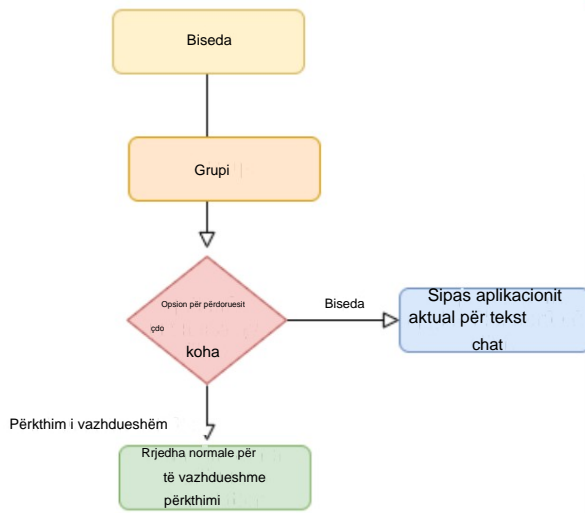 Biseda
Grupi
Opsion për përdoruesit
çdo
koha
Biseda
Sipas aplikacionit
aktual për tekst
chat
Përkthim i vazhdueshëm
Rrjedha normale për
të vazhdueshme
përkthimi